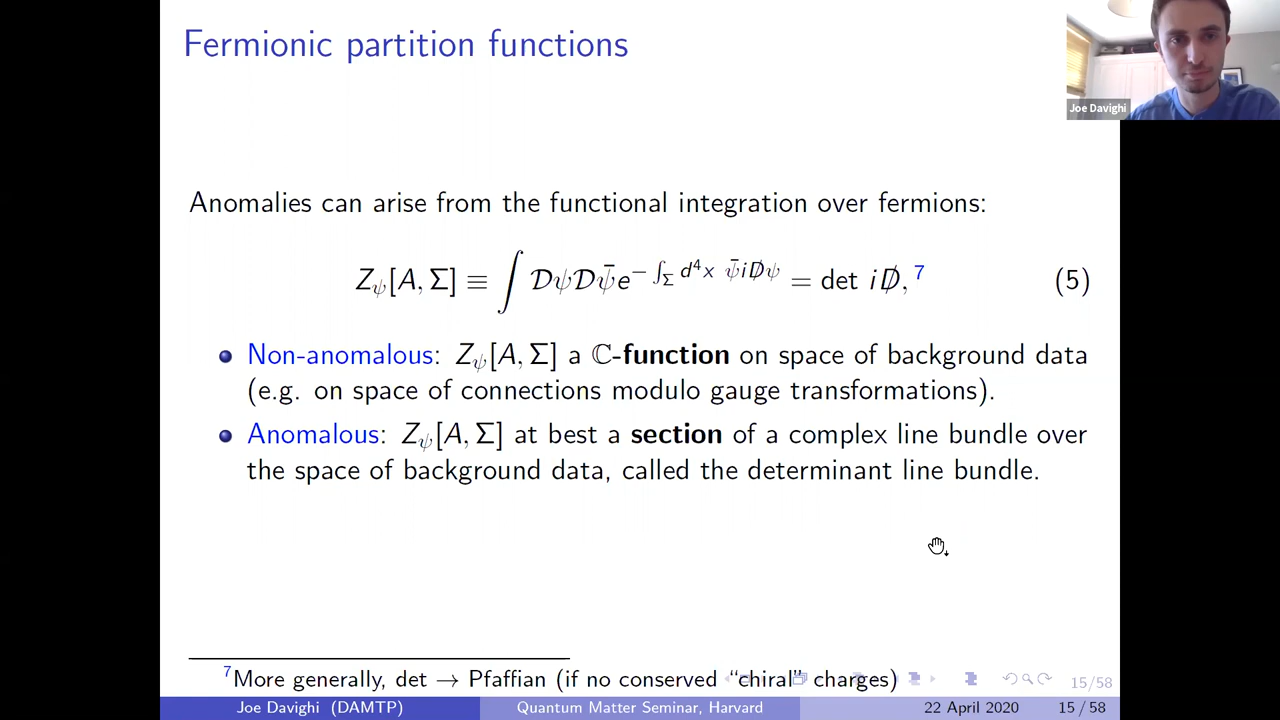 Fermionic partition functions
Joe Davighi
Anomalies can arise from the functional integration over fermions:
Z_ψ[A, Σ] ≡ ∫ 𝒟ψ𝒟ψ̄ e^{−∫_Σ d⁴x ψ̄iD̸ψ} = det iD̸,⁷ (5)
Non-anomalous: Z_ψ[A, Σ] a ℂ-function on space of background data
(e.g. on space of connections modulo gauge transformations).
Anomalous: Z_ψ[A, Σ] at best a section of a complex line bundle over
the space of background data, called the determinant line bundle.
⁷More generally, det → Pfaffian (if no conserved “chiral” charges)
15/58
Joe Davighi (DAMTP) Quantum Matter Seminar, Harvard 22 April 2020 15 / 58